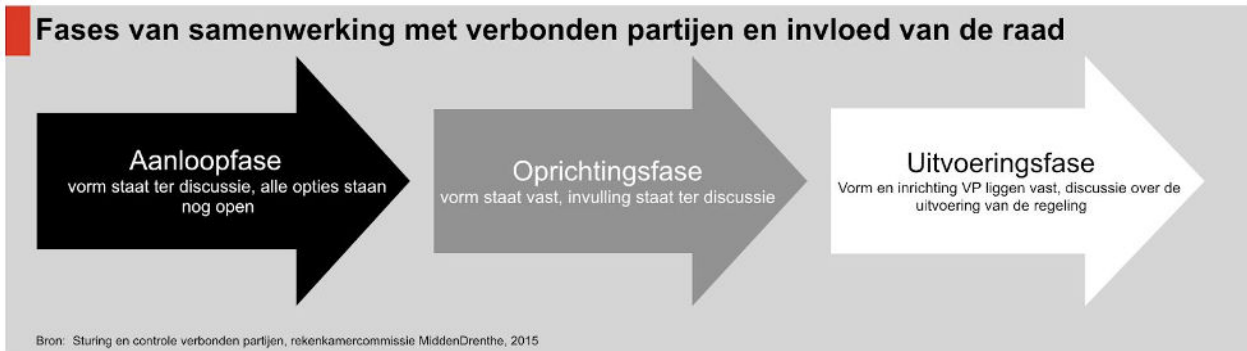 Fases van samenwerking met verbonden partijen en invloed van de raad
Aanloopfase
vorm staat ter discussie, alle opties staan
nog open
Oprichtingsfase
vorm staat vast, invulling staat ter discussie
Uitvoeringsfase
Vorm en inrichting VP liggen vast, discussie over de
uitvoering van de regeling
Bron: Sturing en controle verbonden partijen, rekenkamercommissie MiddenDrenthe, 2015